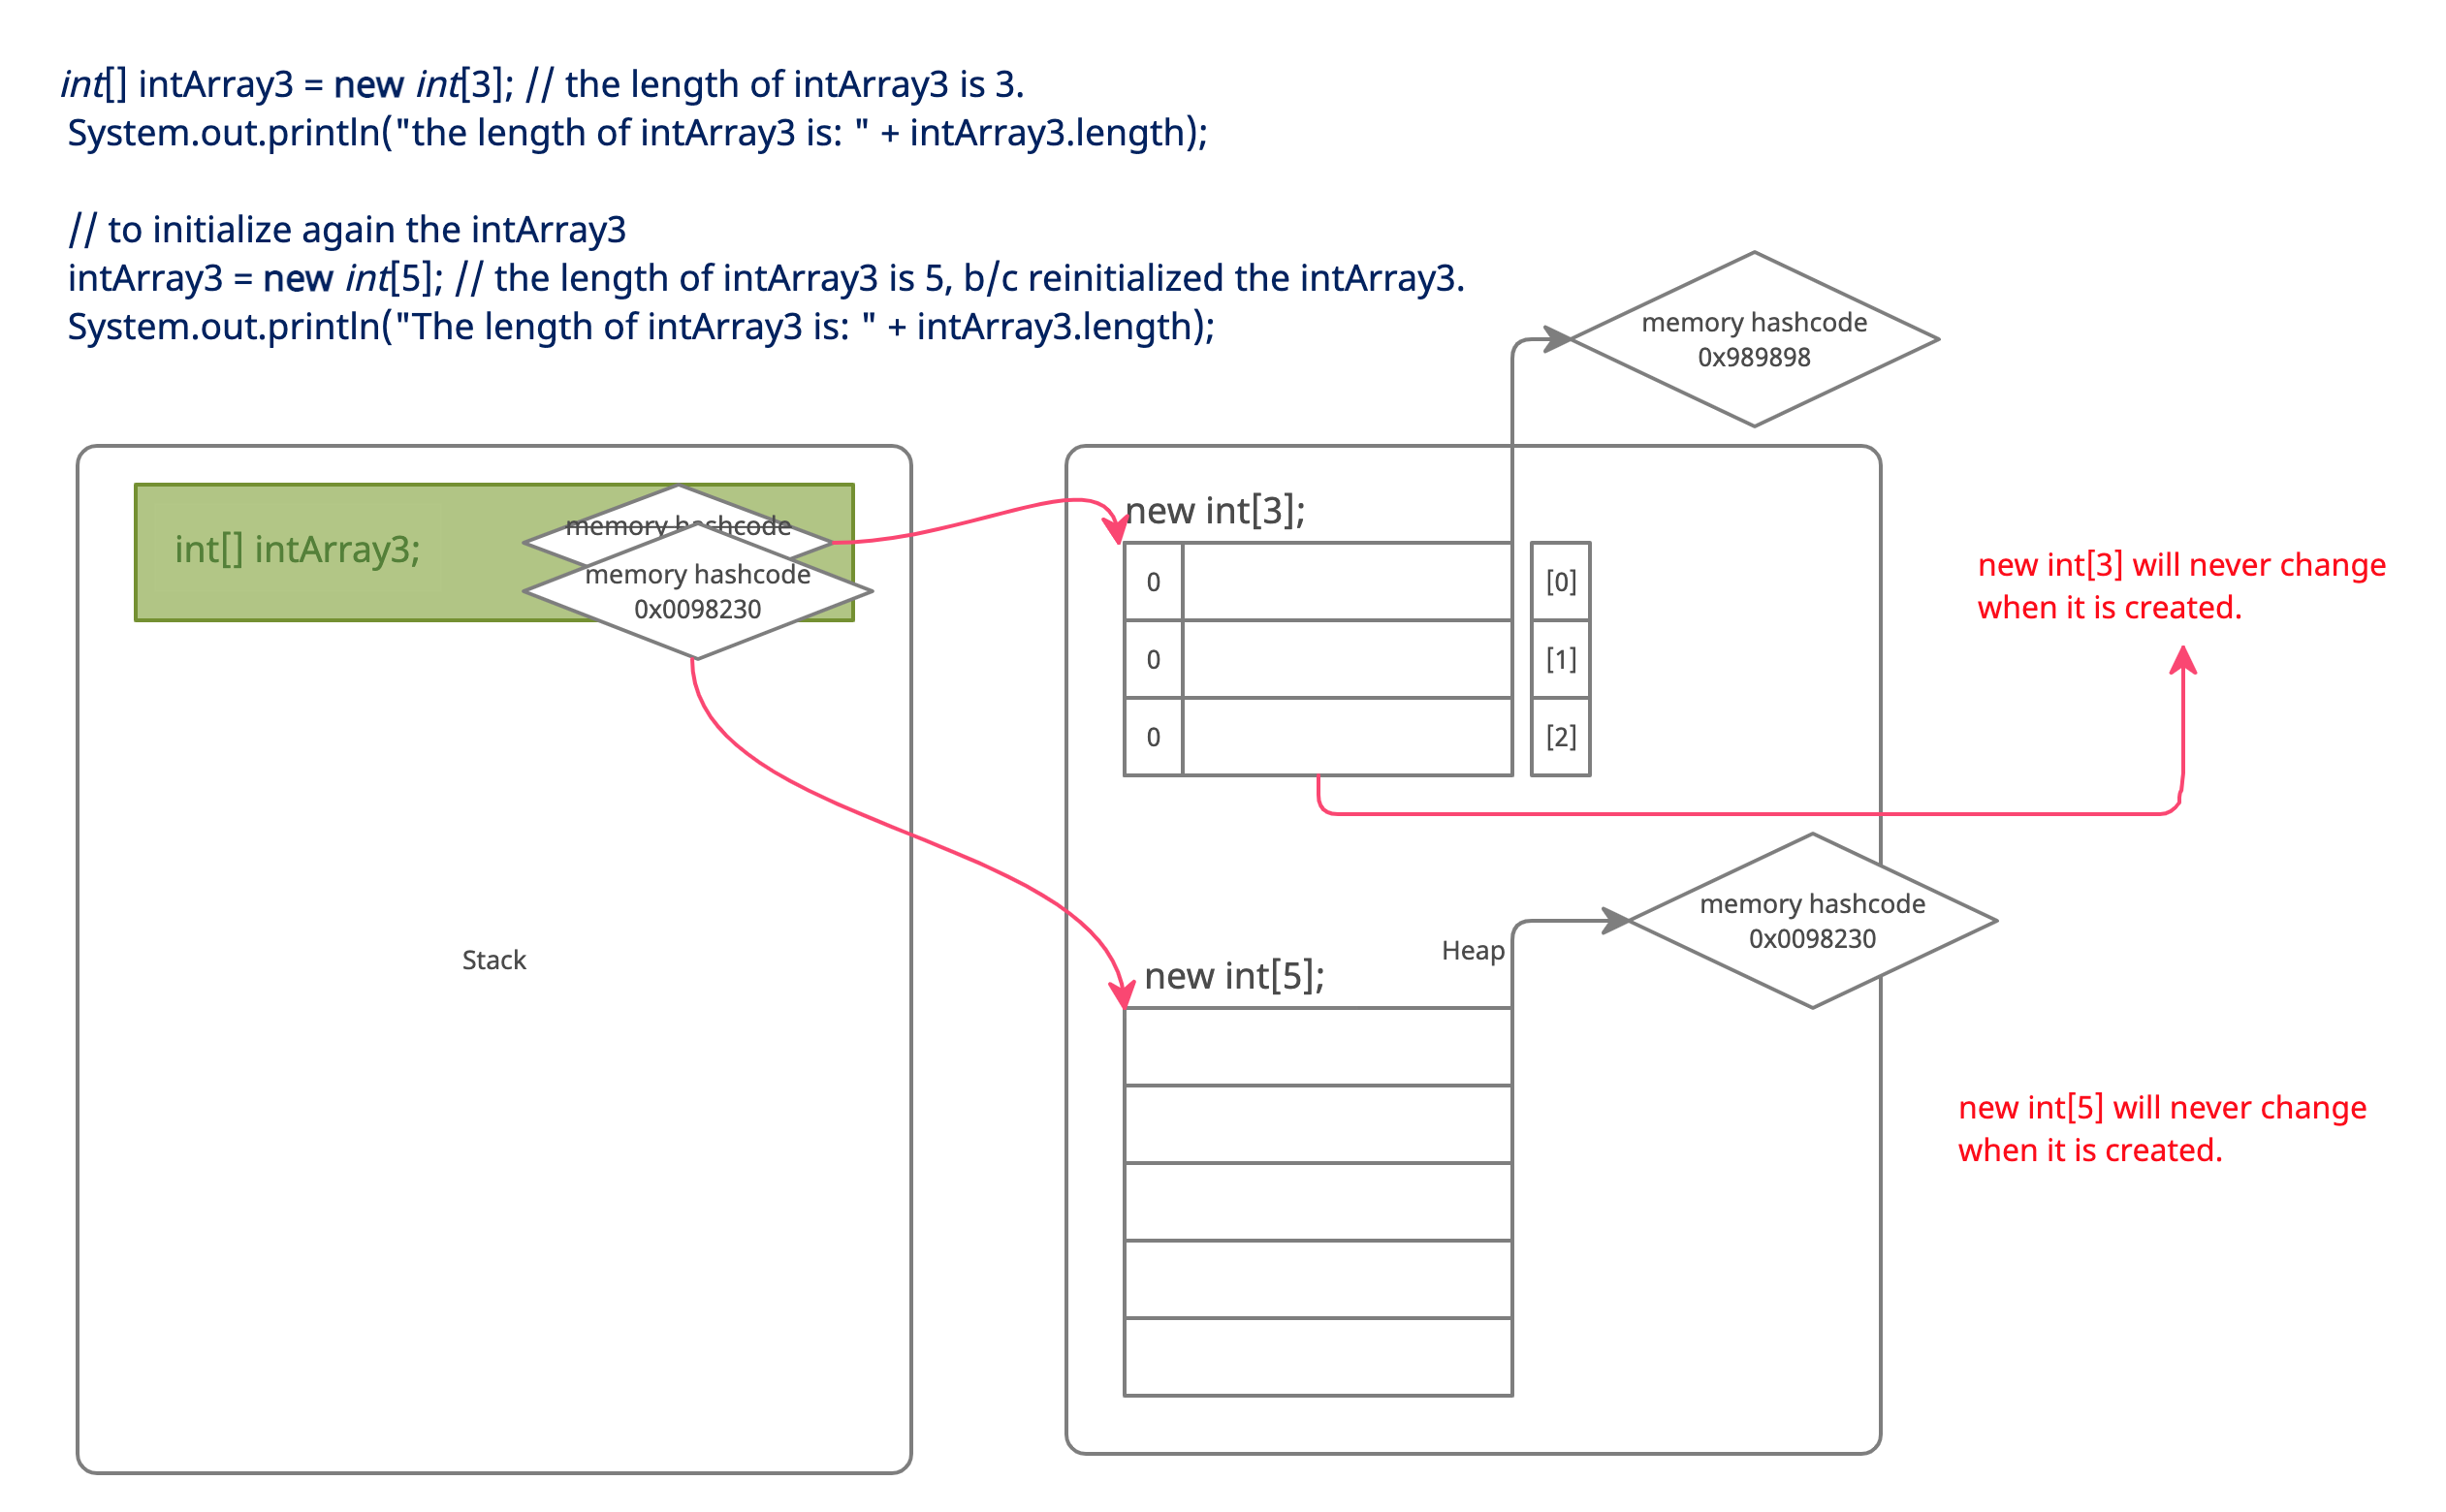 int[] intArray3 = new int[3]; // the length of intArray3 is 3.
System.out.println("the length of intArray3 is: " + intArray3.length);
// to initialize again the intArray3
intArray3 = new int[5]; // the length of intArray3 is 5, b/c reinitialized the intArray3.
System.out.println("The length of intArray3 is: " + intArray3.length);
memory hashcode
0x989898
int[] intArray3;
memory hashcode
memory hashcode
0x0098230
new int[3];
0 [0]
0 [1]
0 [2]
new int[3] will never change
when it is created.
memory hashcode
0x0098230
Stack
Heap
new int[5];
new int[5] will never change
when it is created.